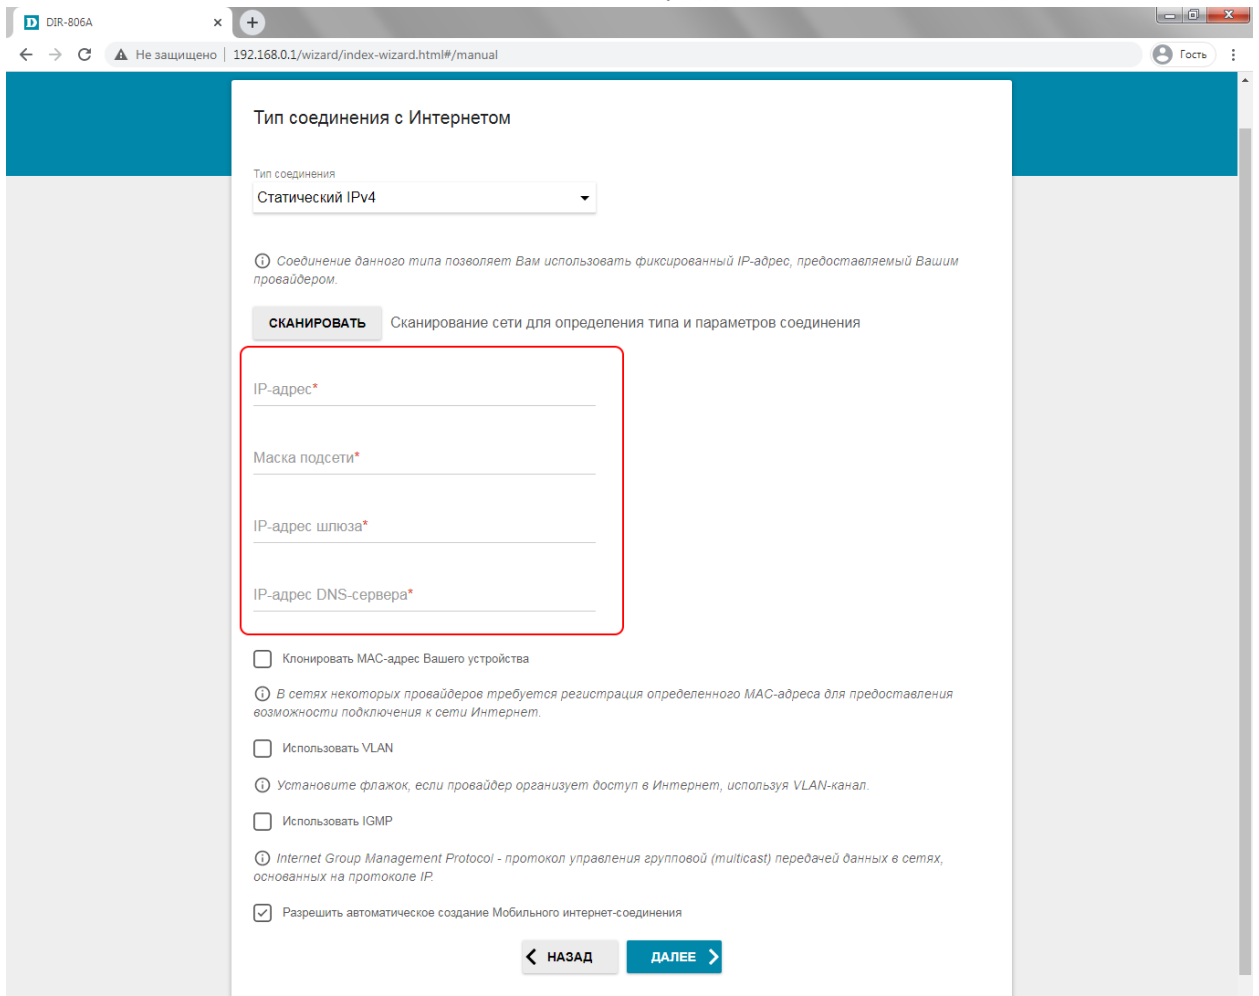 D DIR-806A
Не защищено 192.168.0.1/wizard/index-wizard.html#/manual Гость
Тип соединения с Интернетом
Тип соединения
Статический IPv4
Соединение данного типа позволяет Вам использовать фиксированный IP-адрес, предоставляемый Вашим
провайдером.
СКАНИРОВАТЬ Сканирование сети для определения типа и параметров соединения
IP-адрес*
Маска подсети*
IP-адрес шлюза*
IP-адрес DNS-сервера*
Клонировать MAC-адрес Вашего устройства
В сетях некоторых провайдеров требуется регистрация определенного MAC-адреса для предоставления
возможности подключения к сети Интернет.
Использовать VLAN
Установите флажок, если провайдер организует доступ в Интернет, используя VLAN-канал.
Использовать IGMP
Internet Group Management Protocol - протокол управления групповой (multicast) передачей данных в сетях,
основанных на протоколе IP.
Разрешить автоматическое создание Мобильного интернет-соединения
НАЗАД ДАЛЕЕ